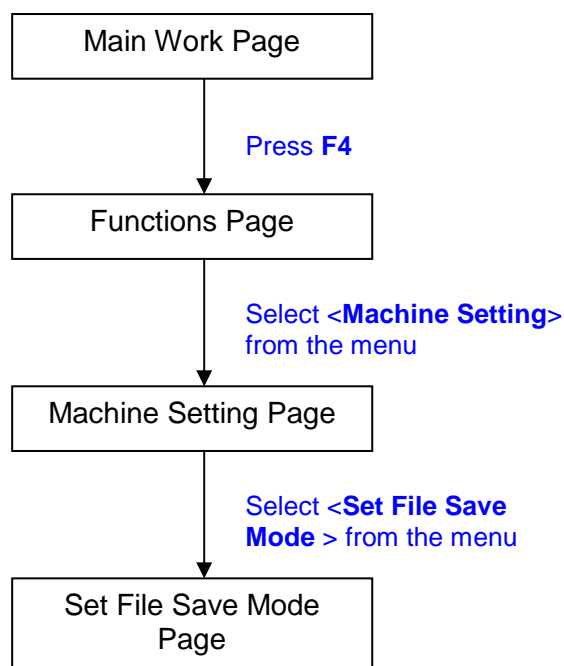 Main Work Page
Press F4
Functions Page
Select <Machine Setting>
from the menu
Machine Setting Page
Select <Set File Save
Mode > from the menu
Set File Save Mode
Page